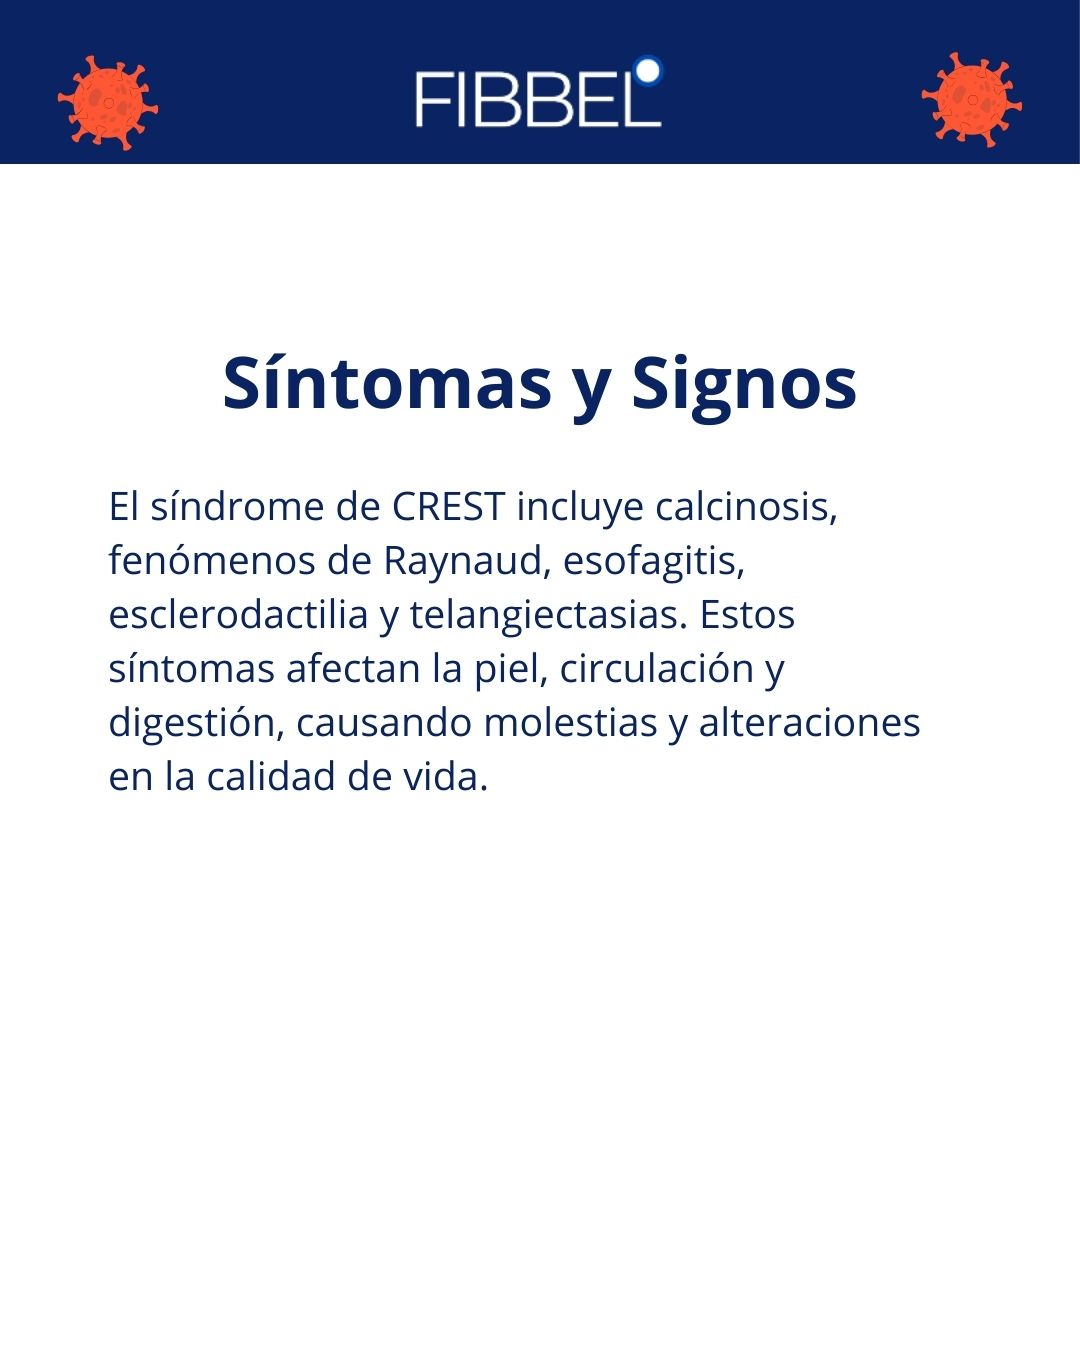 FIBBEL
Síntomas y Signos
El síndrome de CREST incluye calcinosis,
fenómenos de Raynaud, esofagitis,
esclerodactilia y telangiectasias. Estos
síntomas afectan la piel, circulación y
digestión, causando molestias y alteraciones
en la calidad de vida.